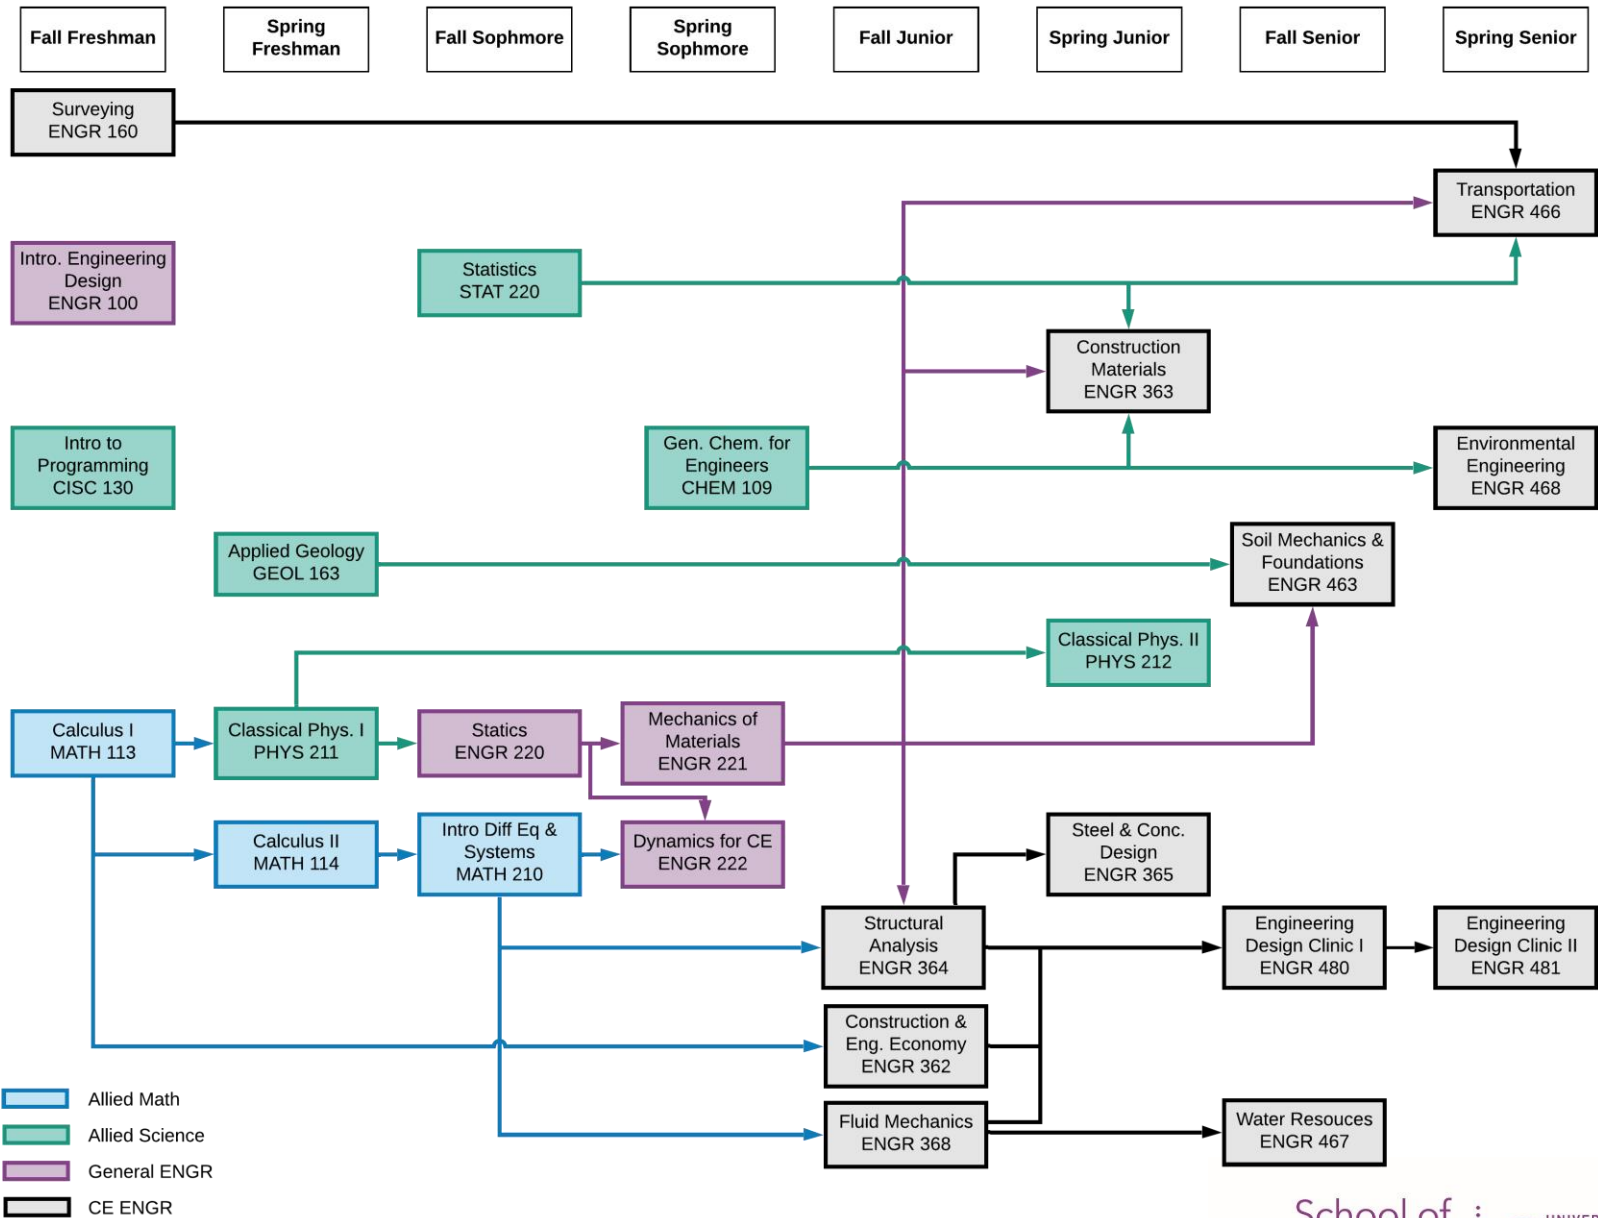 Fall Freshman
Spring
Freshman
Fall Sophmore
Spring
Sophmore
Fall Junior
Spring Junior
Fall Senior
Spring Senior
Surveying
ENGR 160
Transportation
ENGR 466
Intro. Engineering
Design
ENGR 100
Statistics
STAT 220
Construction
Materials
ENGR 363
Intro to
Programming
CISC 130
Gen. Chem. for
Engineers
CHEM 109
Environmental
Engineering
ENGR 468
Applied Geology
GEOL 163
Soil Mechanics &
Foundations
ENGR 463
Classical Phys. II
PHYS 212
Calculus I
MATH 113
Classical Phys. I
PHYS 211
Statics
ENGR 220
Mechanics of
Materials
ENGR 221
Calculus II
MATH 114
Intro Diff Eq &
Systems
MATH 210
Dynamics for CE
ENGR 222
Steel & Conc.
Design
ENGR 365
Structural
Analysis
ENGR 364
Engineering
Design Clinic I
ENGR 480
Engineering
Design Clinic II
ENGR 481
Construction &
Eng. Economy
ENGR 362
Fluid Mechanics
ENGR 368
Water Resouces
ENGR 467
Allied Math
Allied Science
General ENGR
CE ENGR
School of